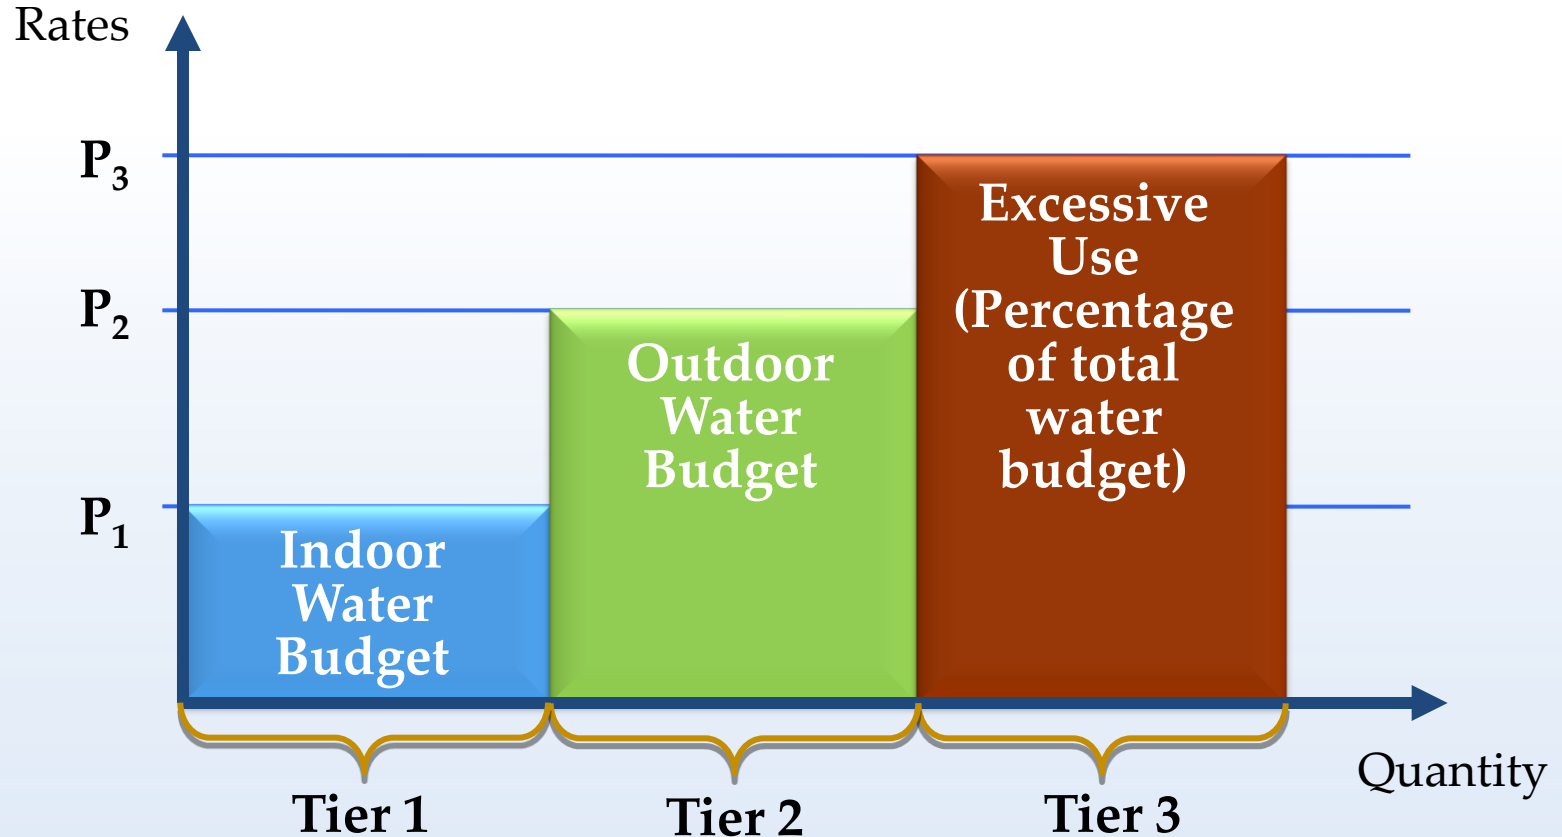 Rates
P3
P2
P1
Indoor
Water
Budget
Outdoor
Water
Budget
Excessive
Use
(Percentage
of total
water
budget)
Quantity
Tier 1
Tier 2
Tier 3